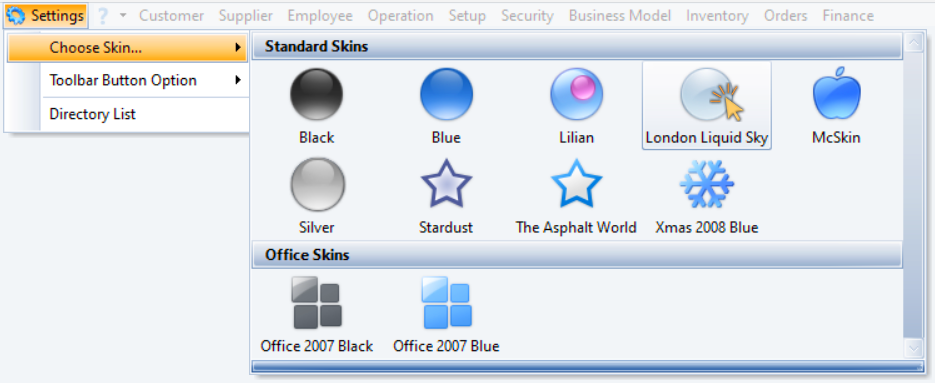 Settings ? Customer Supplier Employee Operation Setup Security Business Model Inventory Orders Finance
Choose Skin...
Toolbar Button Option
Directory List
Standard Skins
Black Blue Lilian London Liquid Sky McSkin
Silver Stardust The Asphalt World Xmas 2008 Blue
Office Skins
Office 2007 Black Office 2007 Blue